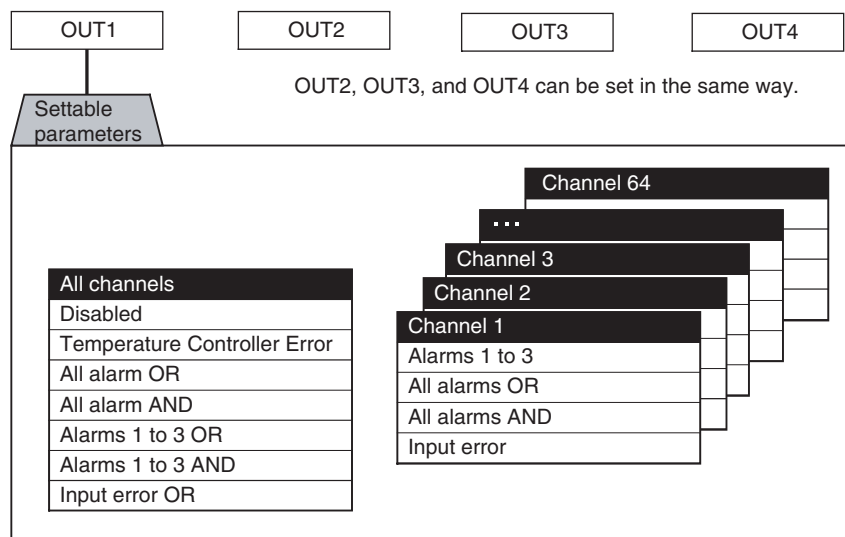 OUT1
OUT2
OUT3
OUT4
OUT2, OUT3, and OUT4 can be set in the same way.
Settable
parameters
All channels
Disabled
Temperature Controller Error
All alarm OR
All alarm AND
Alarms 1 to 3 OR
Alarms 1 to 3 AND
Input error OR
Channel 64
...
Channel 3
Channel 2
Channel 1
Alarms 1 to 3
All alarms OR
All alarms AND
Input error